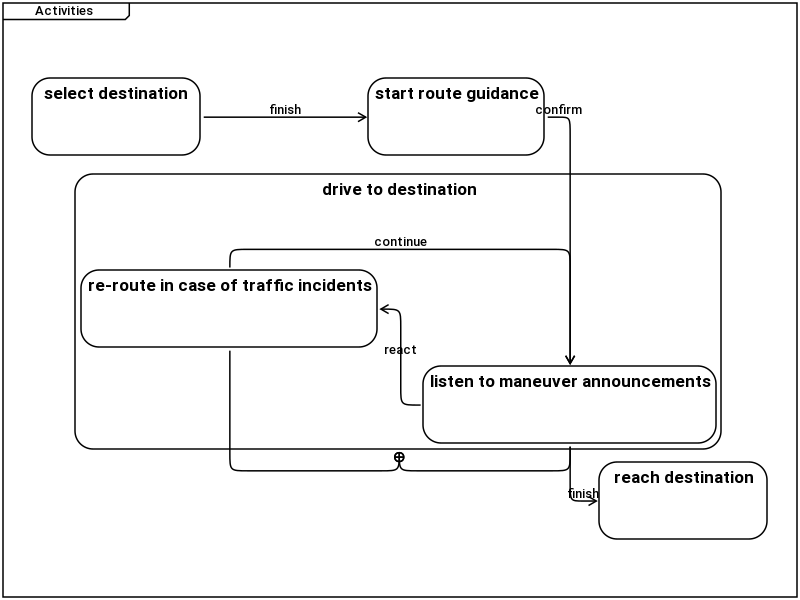 Activities
select destination
finish
start route guidance
confirm
drive to destination
continue
re-route in case of traffic incidents
react
listen to maneuver announcements
reach destination
finish